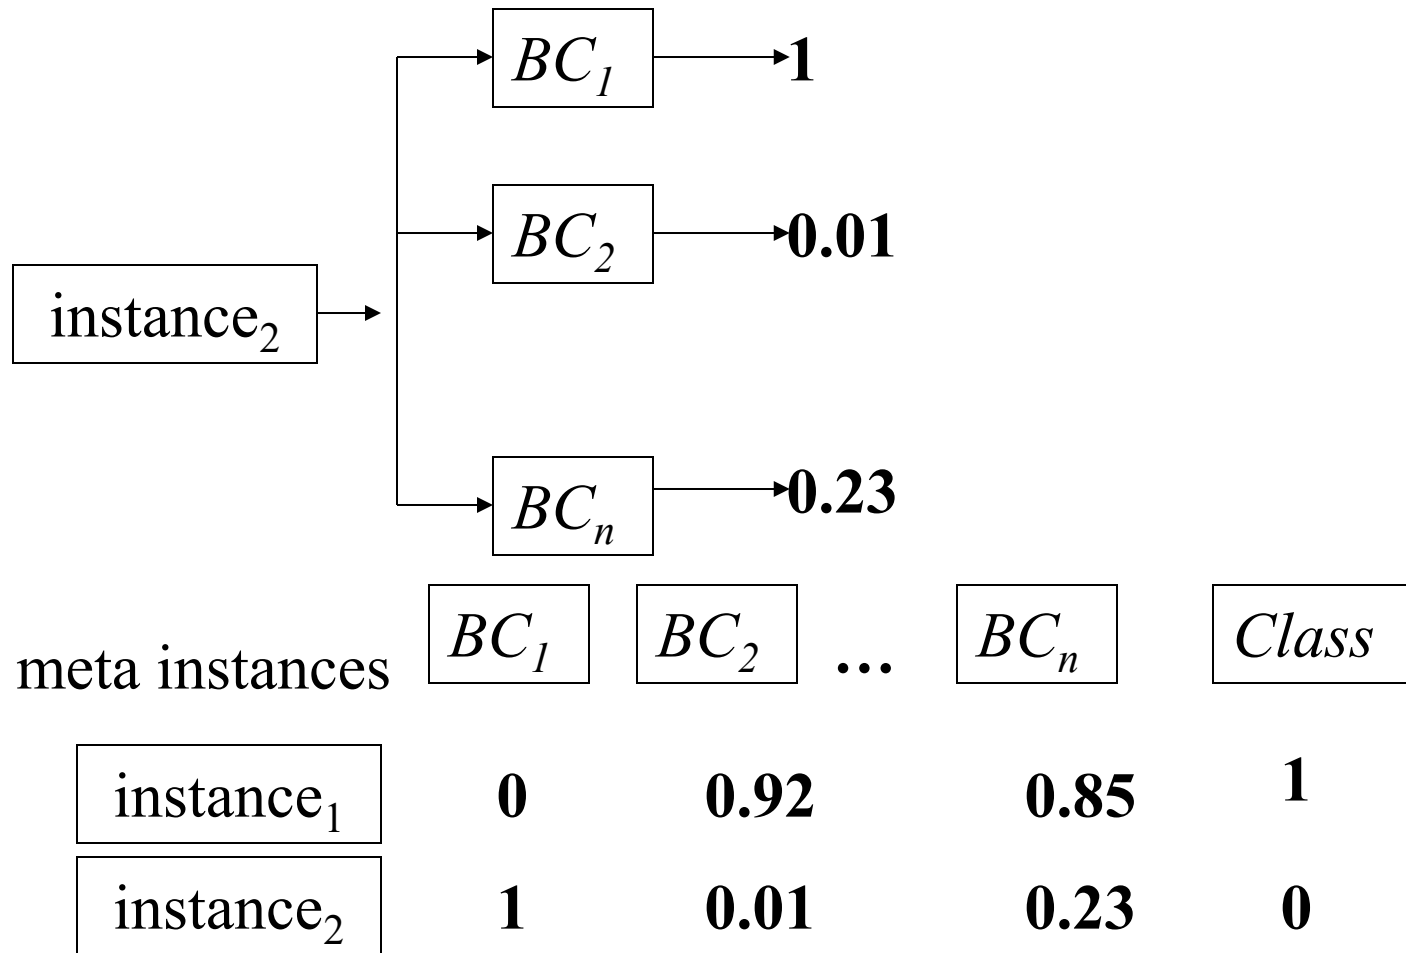 BC₁ 1
BC₂ 0.01
instance₂
BCₙ 0.23
meta instances BC₁ BC₂ ... BCₙ Class
instance₁ 0 0.92 0.85 1
instance₂ 1 0.01 0.23 0